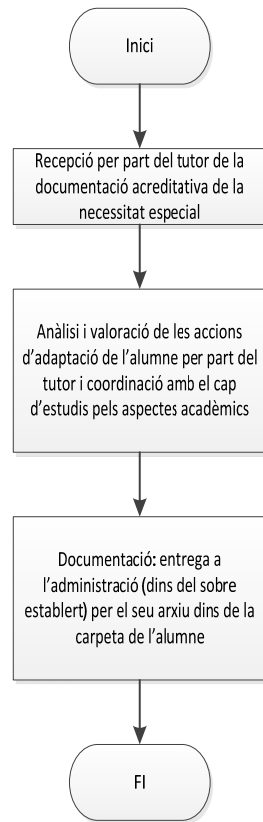 Inici
Recepció per part del tutor de la
documentació acreditativa de la
necessitat especial
Anàlisi i valoració de les accions
d'adaptació de l'alumne per part del
tutor i coordinació amb el cap
d'estudis pels aspectes acadèmics
Documentació: entrega a
l'administració (dins del sobre
establert) per el seu arxiu dins de la
carpeta de l'alumne
FI